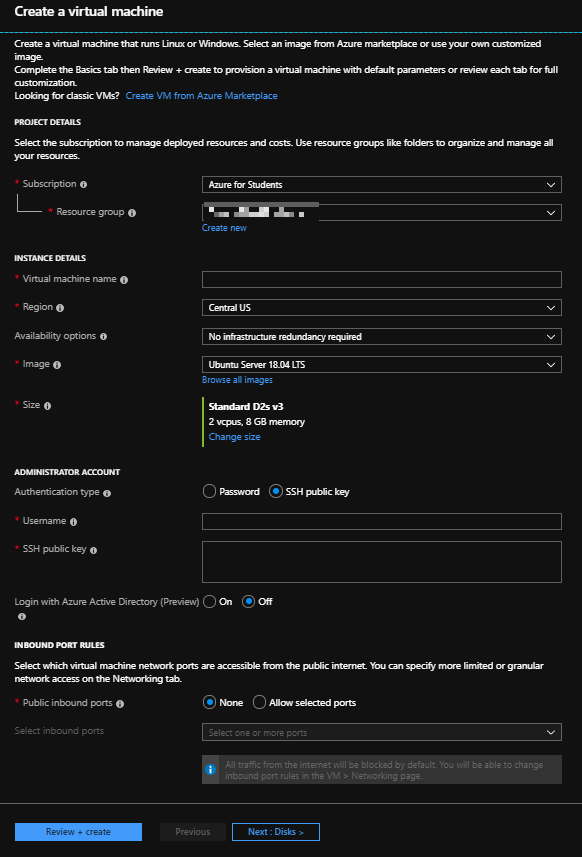 Create a virtual machine
Create a virtual machine that runs Linux or Windows. Select an image from Azure marketplace or use your own customized
image.
Complete the Basics tab then Review + create to provision a virtual machine with default parameters or review each tab for full
customization.
Looking for classic VMs? Create VM from Azure Marketplace
PROJECT DETAILS
Select the subscription to manage deployed resources and costs. Use resource groups like folders to organize and manage all
your resources.
* Subscription Azure for Students
* Resource group
Create new
INSTANCE DETAILS
* Virtual machine name
* Region Central US
Availability options No infrastructure redundancy required
* Image Ubuntu Server 18.04 LTS
Browse all images
* Size Standard D2s v3
2 vcpus, 8 GB memory
Change size
ADMINISTRATOR ACCOUNT
Authentication type Password SSH public key
* Username
* SSH public key
Login with Azure Active Directory (Preview) On Off
INBOUND PORT RULES
Select which virtual machine network ports are accessible from the public internet. You can specify more limited or granular
network access on the Networking tab.
* Public inbound ports None Allow selected ports
Select inbound ports Select one or more ports
All traffic from the internet will be blocked by default. You will be able to change
inbound port rules in the VM > Networking page.
Review + create Previous Next : Disks >